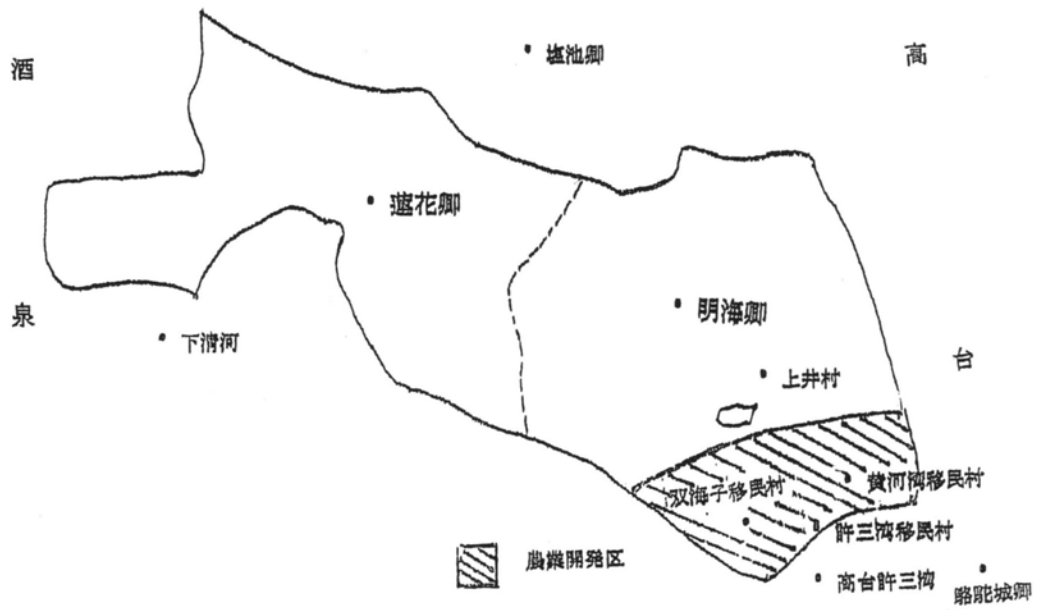 酒
塩池郷
高
蓮花郷
明海郷
泉
下清河
上井村
台
黄河湾移民村
双海子移民村
許三湾移民村
農業開発区
高台許三湾
駱駝城郷